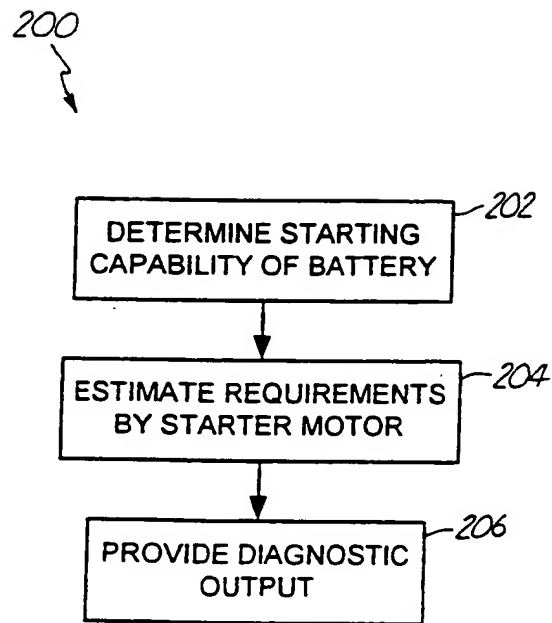 200
202
DETERMINE STARTING
CAPABILITY OF BATTERY
204
ESTIMATE REQUIREMENTS
BY STARTER MOTOR
206
PROVIDE DIAGNOSTIC
OUTPUT